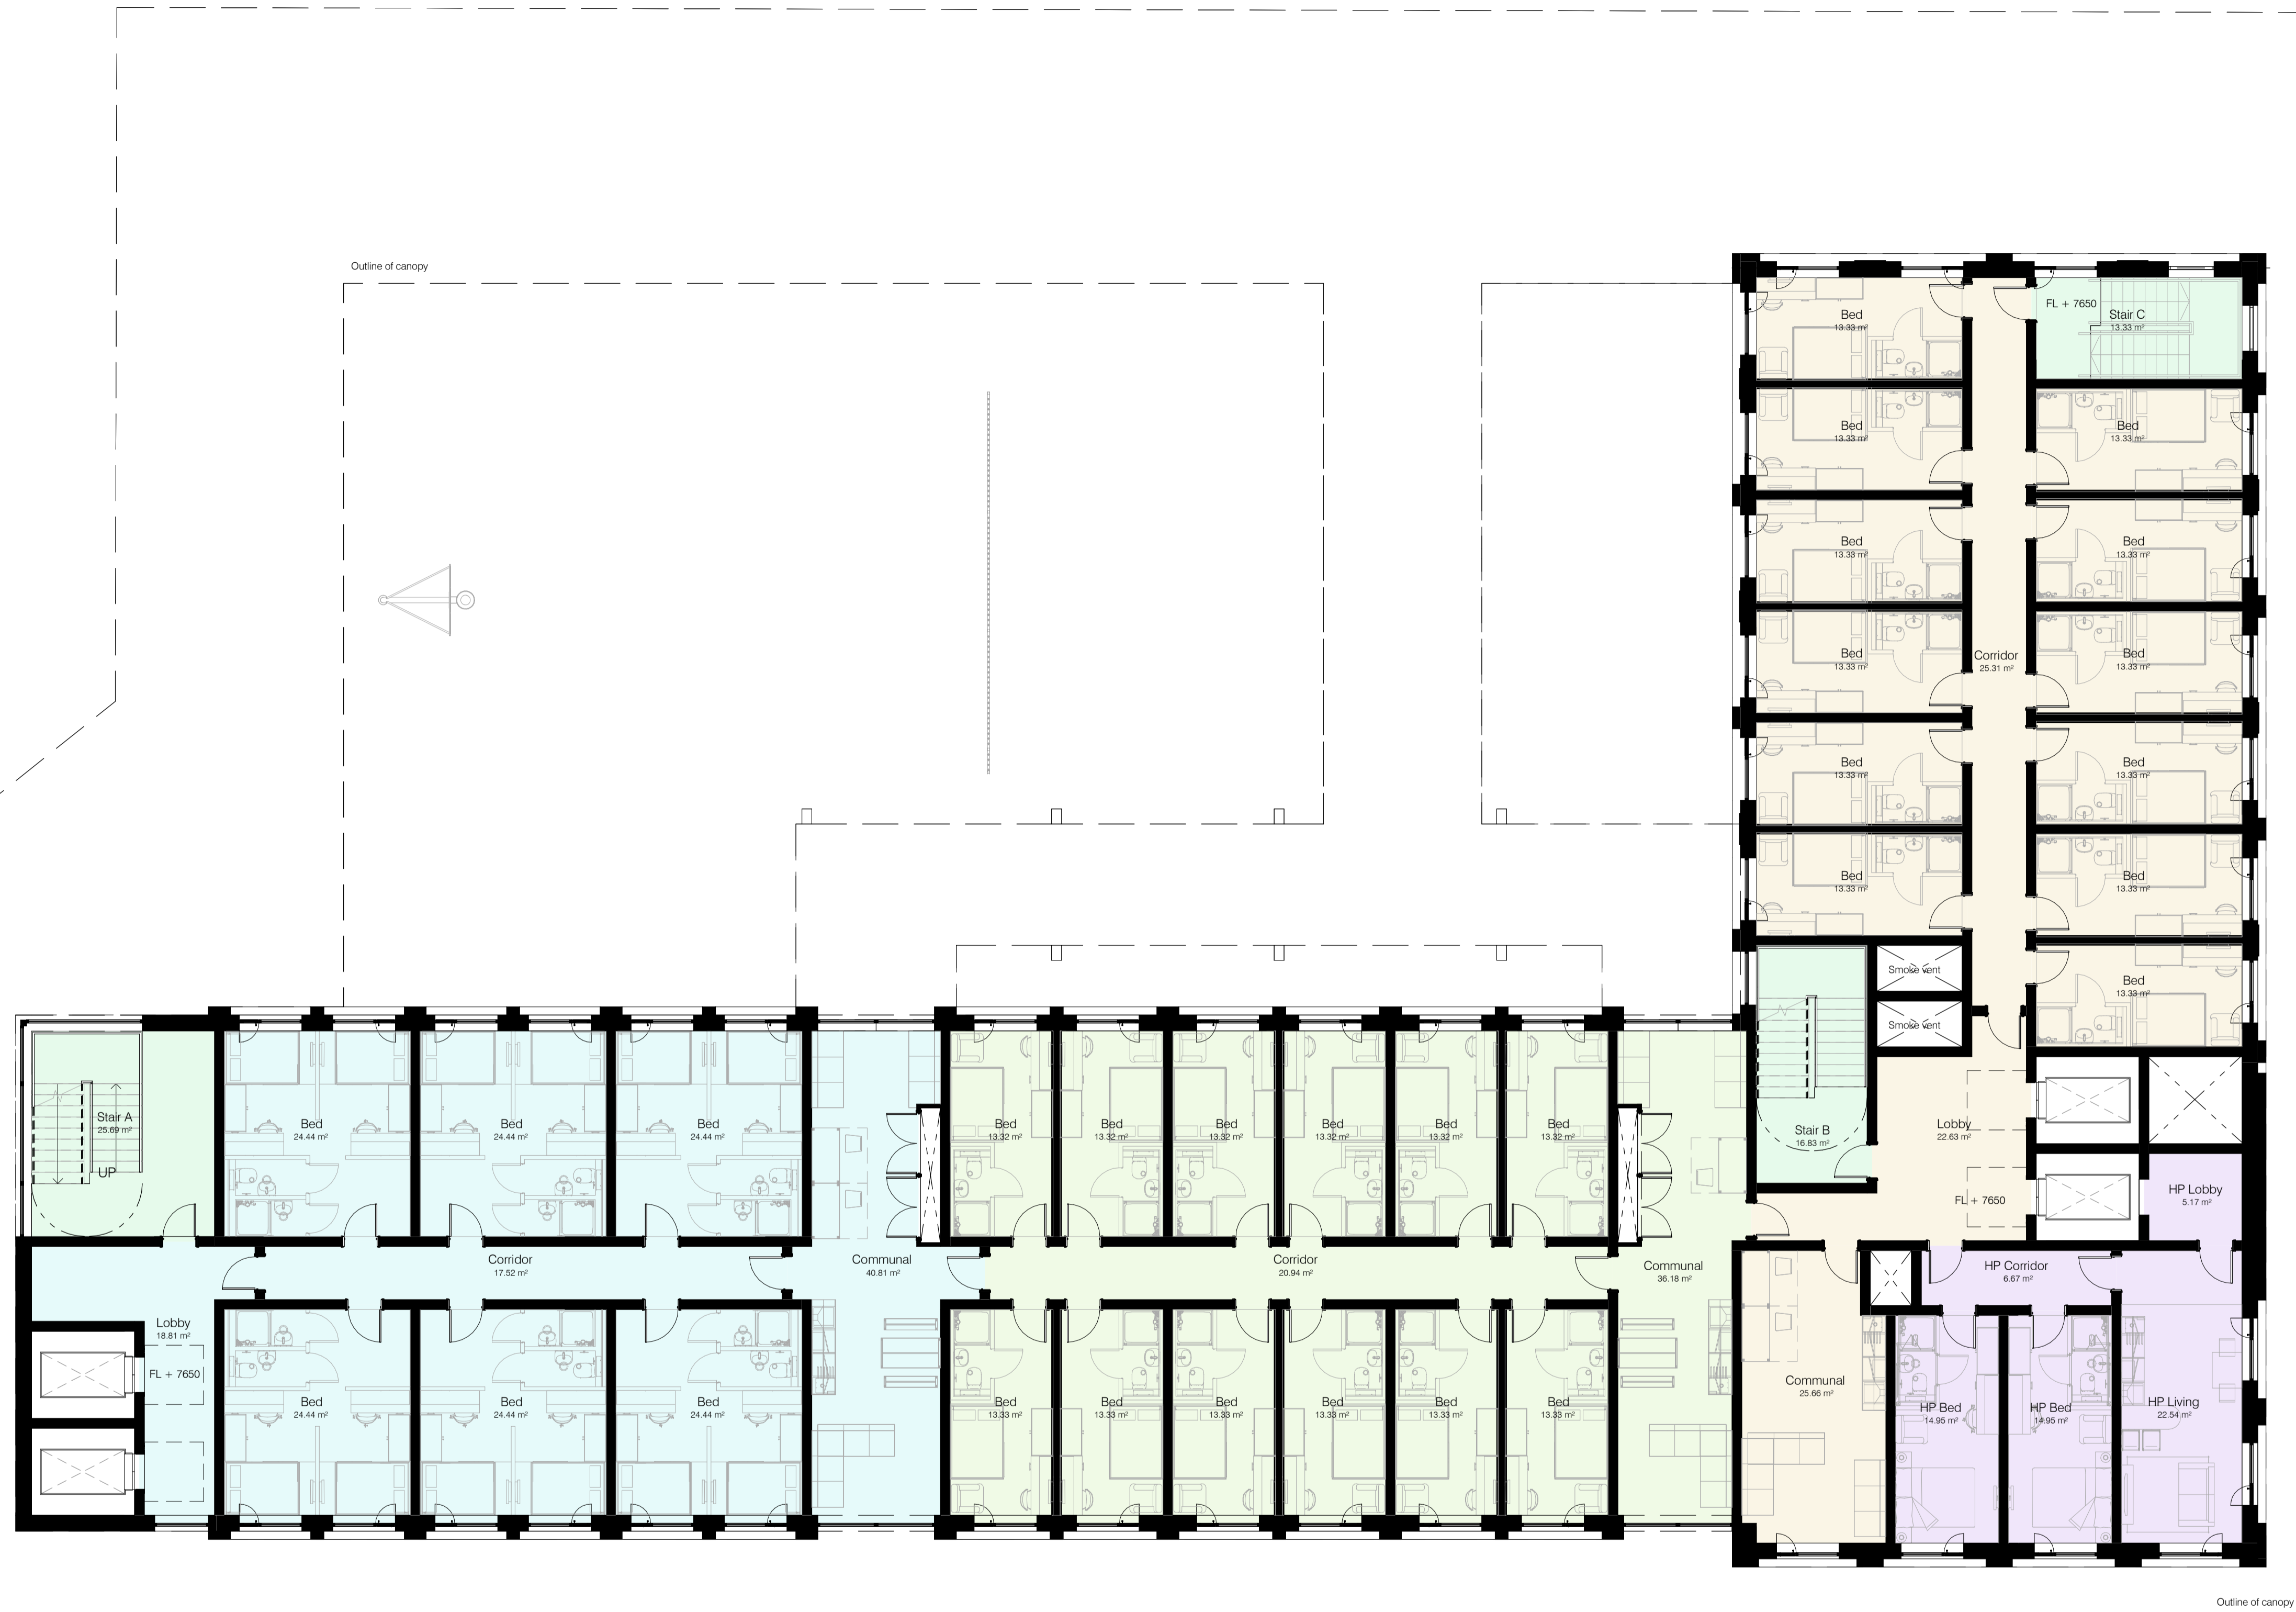 Outline of canopy
FL + 7650
Bed
13.33 m²
Stair C
13.33 m²
Bed
13.33 m²
Bed
13.33 m²
Bed
13.33 m²
Bed
13.33 m²
Bed
13.33 m²
Corridor
25.31 m²
Bed
13.33 m²
Bed
13.33 m²
Bed
13.33 m²
Bed
13.33 m²
Bed
13.33 m²
Smoke vent
Bed
13.33 m²
Smoke vent
Stair A
25.69 m²
UP
Bed
24.44 m²
Bed
24.44 m²
Bed
24.44 m²
Bed
13.32 m²
Bed
13.32 m²
Bed
13.32 m²
Bed
13.32 m²
Bed
13.32 m²
Bed
13.32 m²
Stair B
16.83 m²
Lobby
22.63 m²
FL + 7650
HP Lobby
5.17 m²
Corridor
17.52 m²
Communal
40.81 m²
Corridor
20.94 m²
Communal
36.18 m²
HP Corridor
6.67 m²
Lobby
18.81 m²
FL + 7650
Bed
24.44 m²
Bed
24.44 m²
Bed
24.44 m²
Bed
13.33 m²
Bed
13.33 m²
Bed
13.33 m²
Bed
13.33 m²
Bed
13.33 m²
Bed
13.33 m²
Communal
25.66 m²
HP Bed
14.95 m²
HP Bed
14.95 m²
HP Living
22.54 m²
Outline of canopy